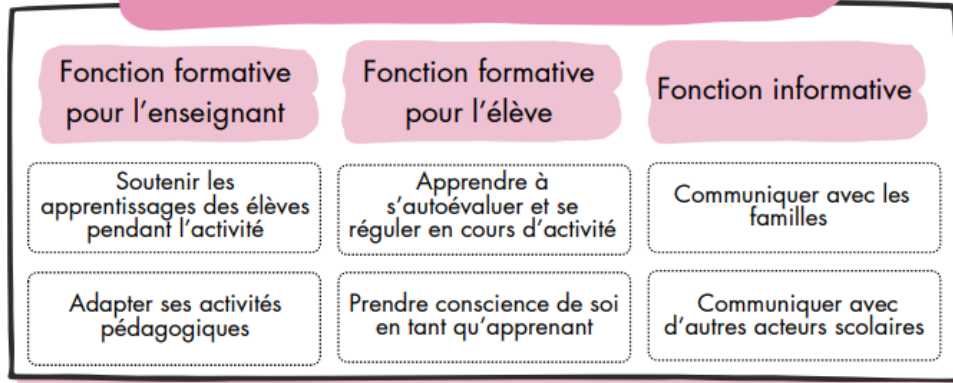 Fonction formative
pour l'enseignant
Fonction formative
pour l'élève
Fonction informative
Soutenir les
apprentissages des élèves
pendant l'activité
Apprendre à
s'autoévaluer et se
réguler en cours d'activité
Communiquer avec les
familles
Adapter ses activités
pédagogiques
Prendre conscience de soi
en tant qu'apprenant
Communiquer avec
d'autres acteurs scolaires